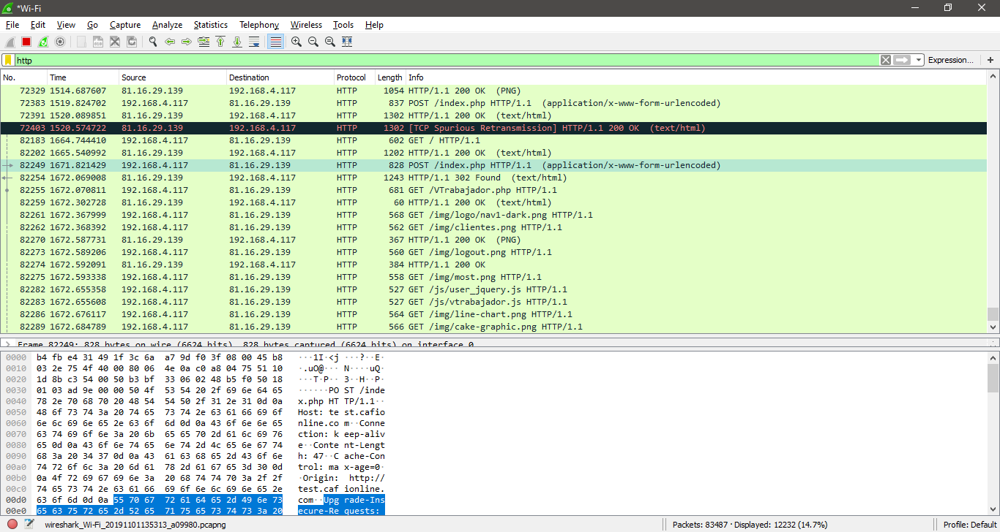 *Wi-Fi
File Edit View Go Capture Analyze Statistics Telephony Wireless Tools Help
http Expression... +
No. Time Source Destination Protocol Length Info
72329 1514.687607 81.16.29.139 192.168.4.117 HTTP 1054 HTTP/1.1 200 OK (PNG)
72383 1519.824702 192.168.4.117 81.16.29.139 HTTP 837 POST /index.php HTTP/1.1 (application/x-www-form-urlencoded)
72391 1520.089851 81.16.29.139 192.168.4.117 HTTP 1302 HTTP/1.1 200 OK (text/html)
72403 1520.574722 81.16.29.139 192.168.4.117 HTTP 1302 [TCP Spurious Retransmission] HTTP/1.1 200 OK (text/html)
82183 1664.744410 192.168.4.117 81.16.29.139 HTTP 602 GET / HTTP/1.1
82202 1665.540992 81.16.29.139 192.168.4.117 HTTP 1202 HTTP/1.1 200 OK (text/html)
82249 1671.821429 192.168.4.117 81.16.29.139 HTTP 828 POST /index.php HTTP/1.1 (application/x-www-form-urlencoded)
82254 1672.069008 81.16.29.139 192.168.4.117 HTTP 1243 HTTP/1.1 302 Found (text/html)
82255 1672.070811 192.168.4.117 81.16.29.139 HTTP 681 GET /VTrabajador.php HTTP/1.1
82259 1672.302728 81.16.29.139 192.168.4.117 HTTP 60 HTTP/1.1 200 OK (text/html)
82261 1672.367999 192.168.4.117 81.16.29.139 HTTP 568 GET /img/logo/nav1-dark.png HTTP/1.1
82262 1672.368392 192.168.4.117 81.16.29.139 HTTP 562 GET /img/clientes.png HTTP/1.1
82270 1672.587731 81.16.29.139 192.168.4.117 HTTP 367 HTTP/1.1 200 OK (PNG)
82273 1672.589206 192.168.4.117 81.16.29.139 HTTP 560 GET /img/logout.png HTTP/1.1
82274 1672.592091 81.16.29.139 192.168.4.117 HTTP 384 HTTP/1.1 200 OK
82275 1672.593338 192.168.4.117 81.16.29.139 HTTP 558 GET /img/most.png HTTP/1.1
82282 1672.655358 192.168.4.117 81.16.29.139 HTTP 527 GET /js/user_jquery.js HTTP/1.1
82283 1672.655608 192.168.4.117 81.16.29.139 HTTP 527 GET /js/vtrabajador.js HTTP/1.1
82286 1672.676117 192.168.4.117 81.16.29.139 HTTP 564 GET /img/line-chart.png HTTP/1.1
82289 1672.684789 192.168.4.117 81.16.29.139 HTTP 566 GET /img/cake-graphic.png HTTP/1.1
Frame 82249: 828 bytes on wire (6624 bits), 828 bytes captured (6624 bits) on interface 0
0000 b4 fb e4 31 49 1f 3c 6a a7 9d f0 3f 08 00 45 b8 ···1I·<j ···?··E·
0010 03 2e 75 4f 40 00 80 06 4e 0a c0 a8 04 75 51 10 ·.uO@··· N····uQ·
0020 1d 8b c3 54 00 50 b3 bf 33 06 02 48 b5 f0 50 18 ···T·P·· 3··H··P·
0030 01 03 ad 9e 00 00 50 4f 53 54 20 2f 69 6e 64 65 ······PO ST /inde
0040 78 2e 70 68 70 20 48 54 54 50 2f 31 2e 31 0d 0a x.php HT TP/1.1··
0050 48 6f 73 74 3a 20 74 65 73 74 2e 63 61 66 69 6f Host: te st.cafio
0060 6e 6c 69 6e 65 2e 63 6f 6d 0d 0a 43 6f 6e 6e 65 nline.co m··Conne
0070 63 74 69 6f 6e 3a 20 6b 65 65 70 2d 61 6c 69 76 ction: k eep-aliv
0080 65 0d 0a 43 6f 6e 74 65 6e 74 2d 4c 65 6e 67 74 e··Conte nt-Lengt
0090 68 3a 20 34 37 0d 0a 43 61 63 68 65 2d 43 6f 6e h: 47··C ache-Con
00a0 74 72 6f 6c 3a 20 6d 61 78 2d 61 67 65 3d 30 0d trol: ma x-age=0·
00b0 0a 4f 72 69 67 69 6e 3a 20 68 74 74 70 3a 2f 2f ·Origin: http://
00c0 74 65 73 74 2e 63 61 66 69 6f 6e 6c 69 6e 65 2e test.caf ionline.
00d0 63 6f 6d 0d 0a 55 70 67 72 61 64 65 2d 49 6e 73 com··Upg rade-Ins
00e0 65 63 75 72 65 2d 52 65 71 75 65 73 74 73 3a 20 ecure-Re quests:
wireshark_Wi-Fi_20191101135313_a09980.pcapng Packets: 83487 · Displayed: 12232 (14.7%) Profile: Default